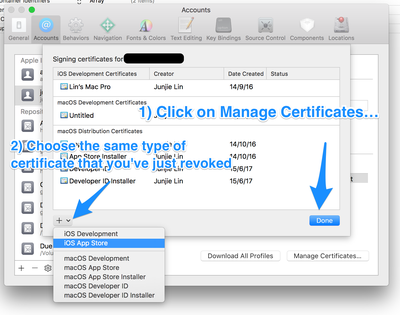 ontainer Identifiers
Array
Accounts
General Accounts Behaviors Navigation Fonts & Colors Text Editing Key Bindings Source Control Components Locations
Apple I
Signing certificates for
iOS Development Certificates Creator Date Created Status
Lin's Mac Pro Junjie Lin 14/9/16
macOS Development Certificates
1) Click on Manage Certificates...
Untitled Junjie Lin
Reposi
macOS Distribution Certificates
2) Choose the same type of
14/10/16
App Store Installer Junjie Lin 14/10/16
certificate that you've just revoked
Developer ID Junjie Lin 15/6/17
Developer ID Installer Junjie Lin 15/6/17
+ Done
iOS Development
iOS App Store
macOS Development
macOS App Store
macOS App Store Installer
macOS Developer ID
macOS Developer ID Installer
Due
/Volu
Download All Profiles Manage Certificates...
+ −